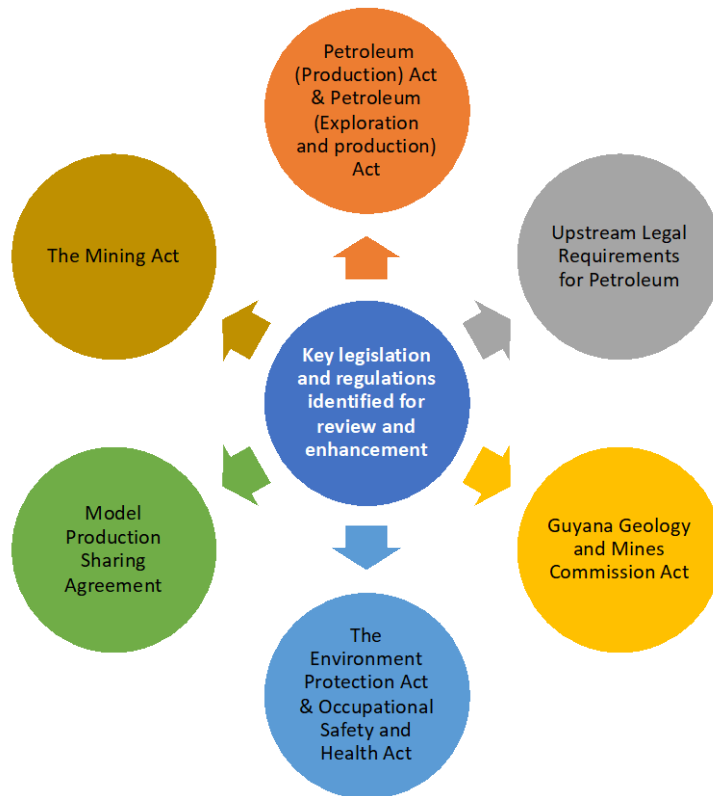 Petroleum
(Production) Act
& Petroleum
(Exploration
and production)
Act
The Mining Act
Upstream Legal
Requirements
for Petroleum
Key legislation
and regulations
identified for
review and
enhancement
Model
Production
Sharing
Agreement
Guyana Geology
and Mines
Commission Act
The
Environment
Protection Act
& Occupational
Safety and
Health Act